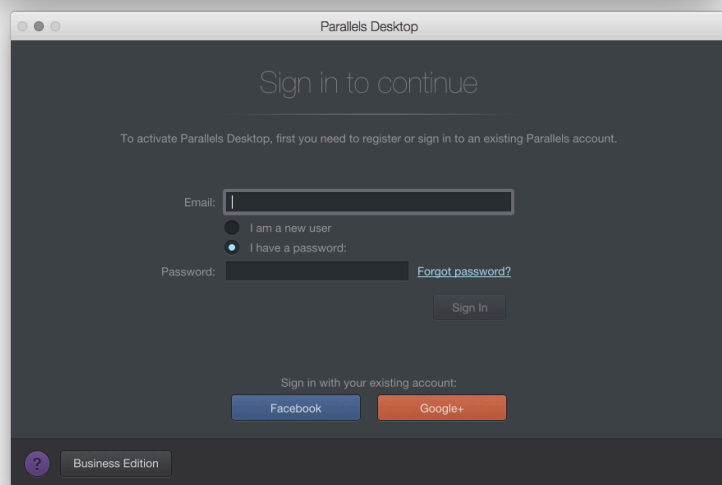 Parallels Desktop
Sign in to continue
To activate Parallels Desktop, first you need to register or sign in to an existing Parallels account.
Email:
I am a new user
I have a password:
Password: Forgot password?
Sign In
Sign in with your existing account:
Facebook Google+
? Business Edition